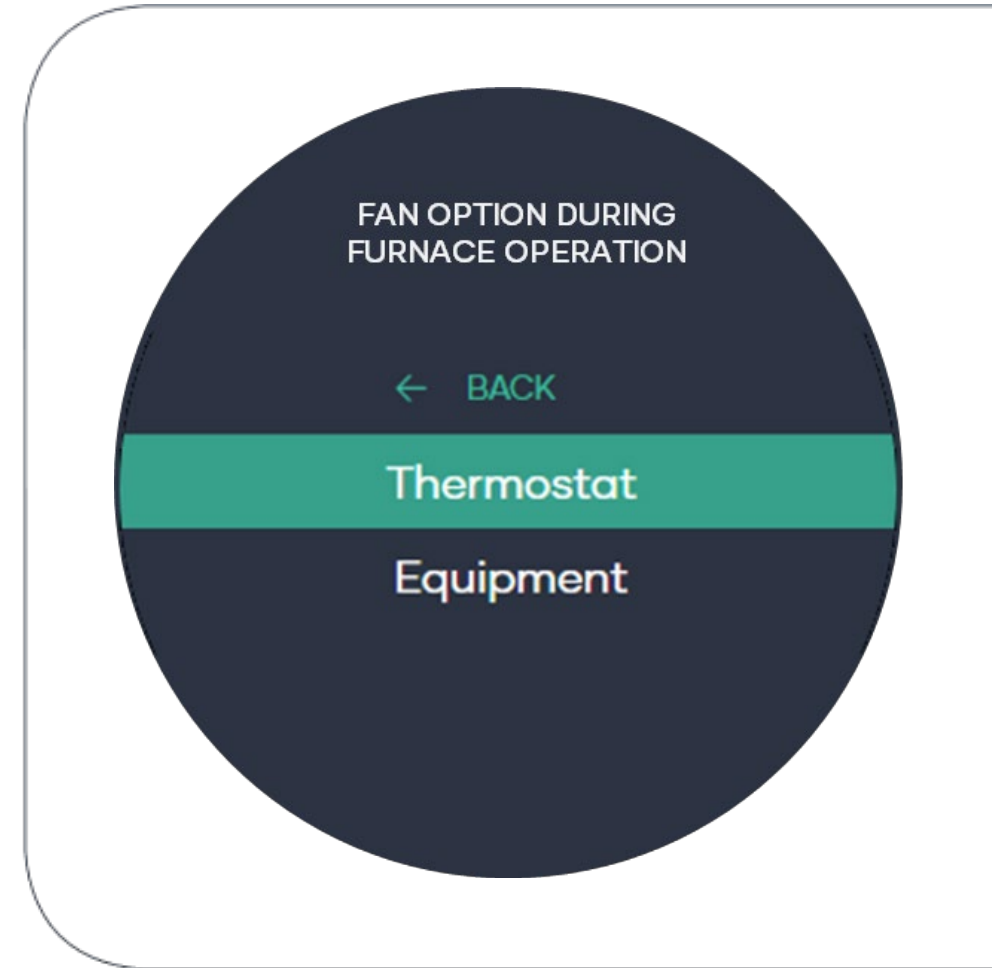 FAN OPTION DURING
FURNACE OPERATION
← BACK
Thermostat
Equipment